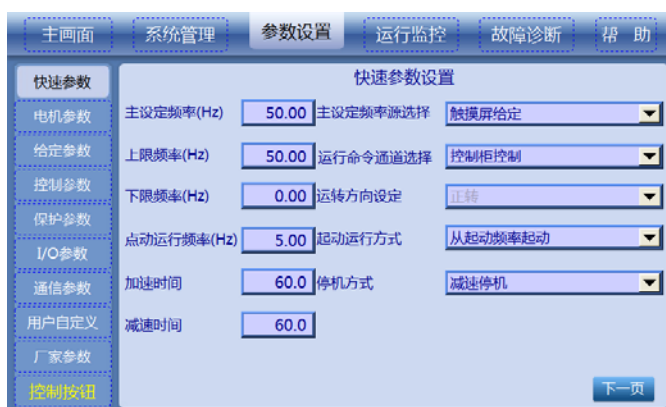 主画面 系统管理 参数设置 运行监控 故障诊断 帮 助
快速参数
电机参数
给定参数
控制参数
保护参数
I/O参数
通信参数
用户自定义
厂家参数
控制按钮
快速参数设置
主设定频率(Hz) 50.00 主设定频率源选择 触摸屏给定
上限频率(Hz) 50.00 运行命令通道选择 控制柜控制
下限频率(Hz) 0.00 运转方向设定 正转
点动运行频率(Hz) 5.00 起动运行方式 从起动频率起动
加速时间 60.0 停机方式 减速停机
减速时间 60.0
下一页